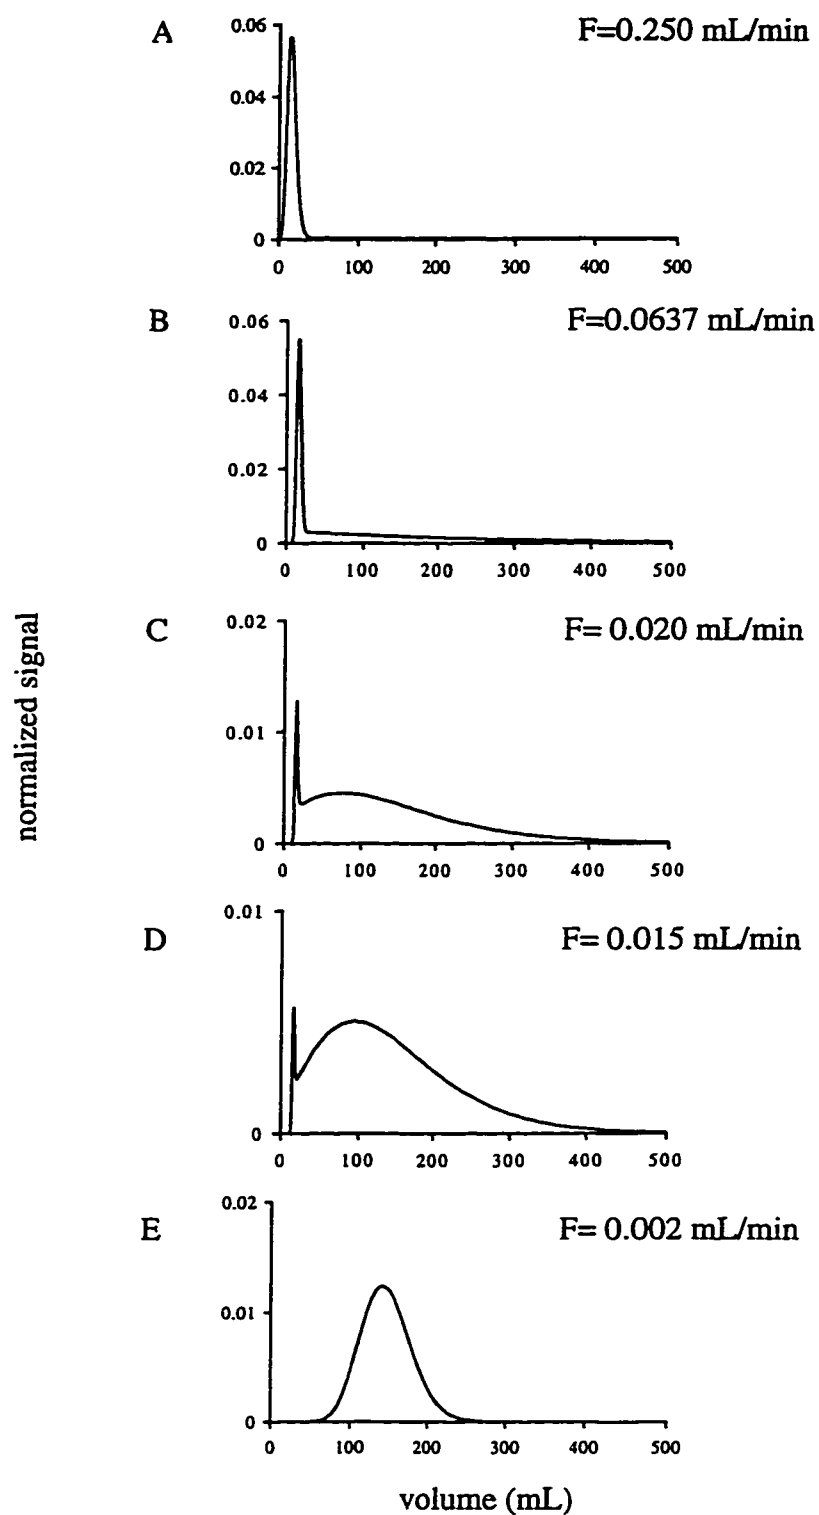 A
F=0.250 mL/min
0.06
0.04
0.02
0
0 100 200 300 400 500
B
F=0.0637 mL/min
0.06
0.04
0.02
0
0 100 200 300 400 500
normalized signal
C
F= 0.020 mL/min
0.02
0.01
0
0 100 200 300 400 500
D
F= 0.015 mL/min
0.01
0
0 100 200 300 400 500
E
F= 0.002 mL/min
0.02
0.01
0
0 100 200 300 400 500
volume (mL)